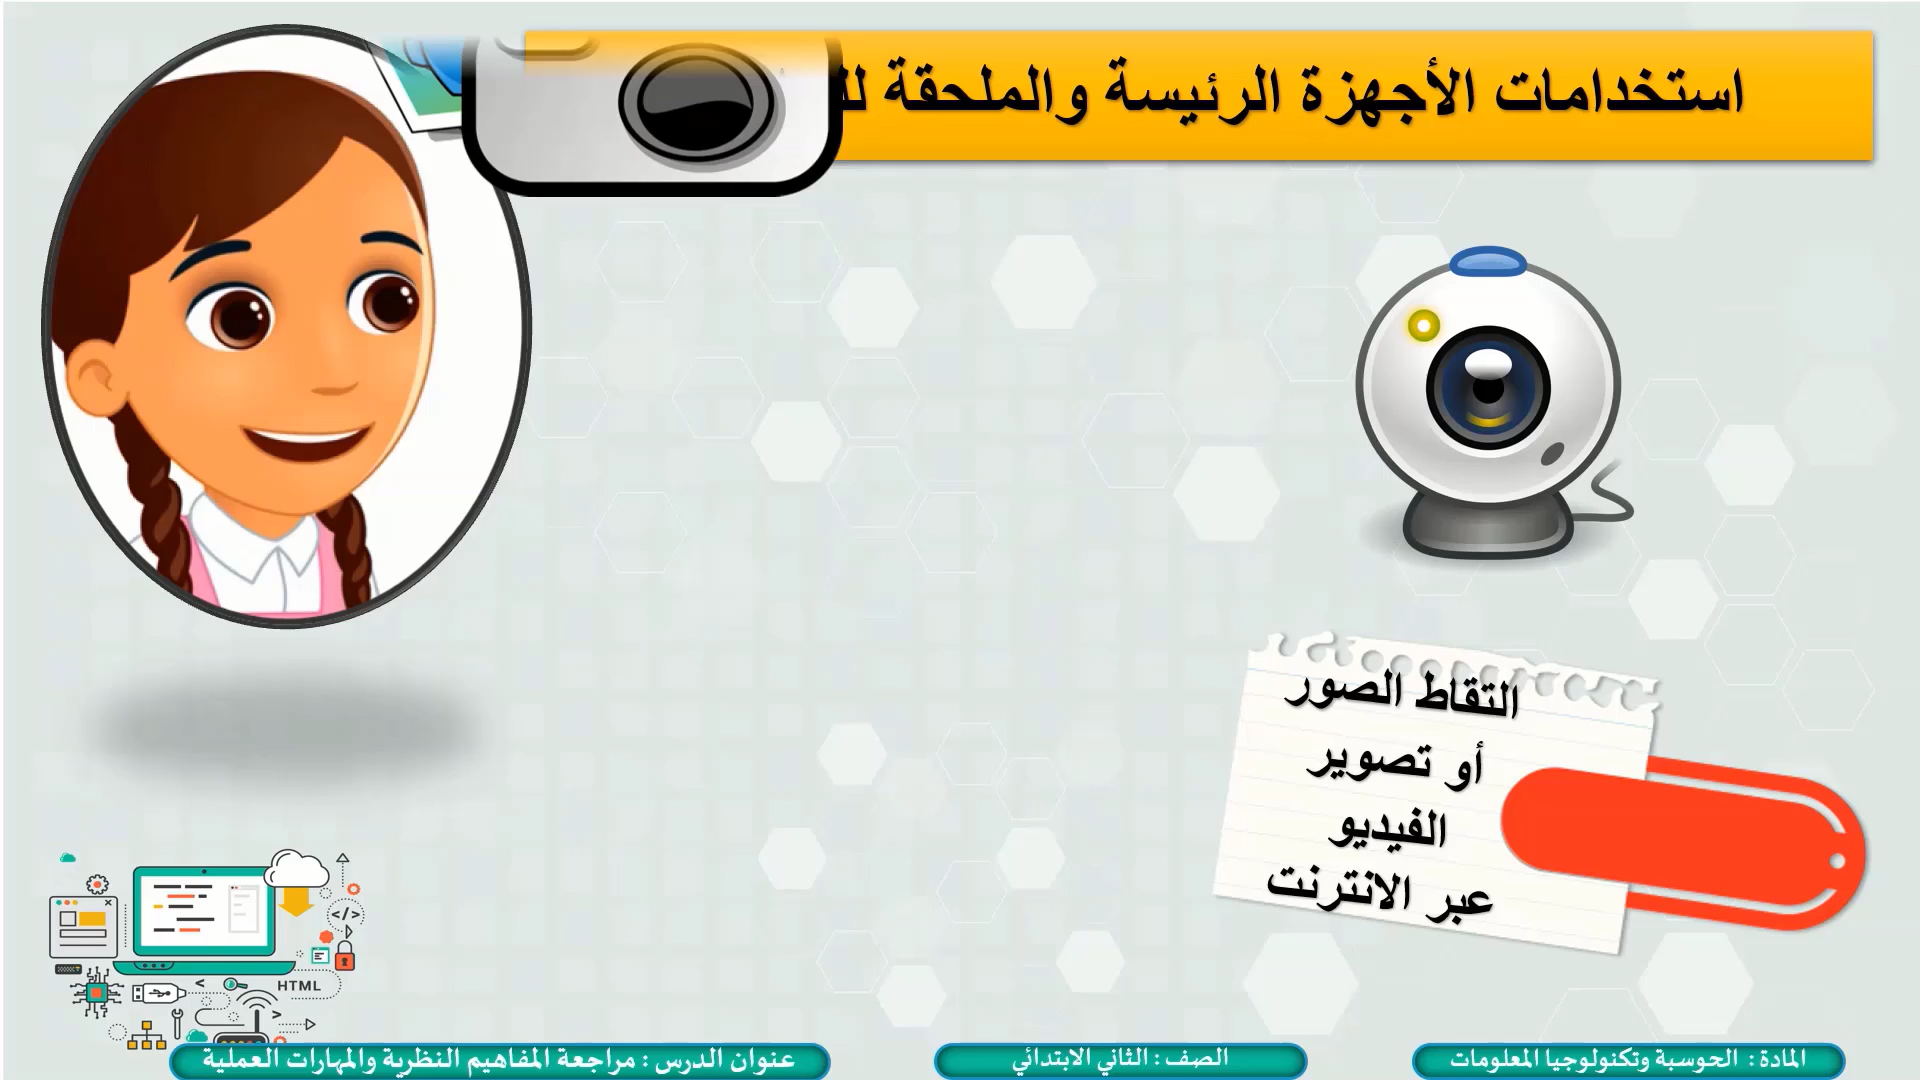 استخدامات الأجهزة الرئيسة والملحقة
التقاط الصور
أو تصوير
الفيديو
عبر الانترنت
</>
HTML
عنوان الدرس : مراجعة المفاهيم النظرية والمهارات العملية
الصف : الثاني الابتدائي
المادة : الحوسبة وتكنولوجيا المعلومات